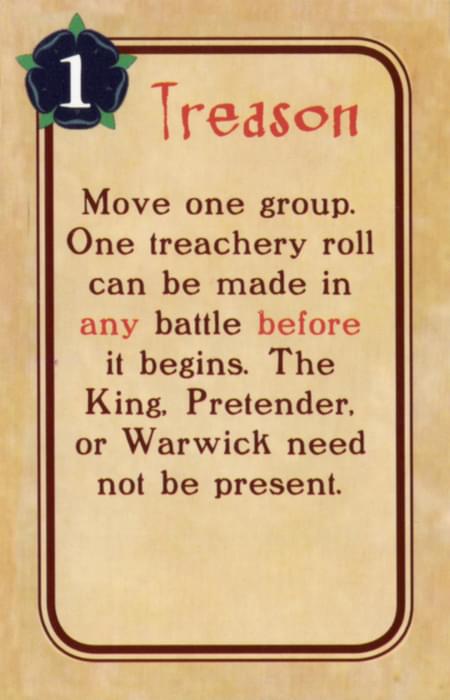 1
Treason
Move one group.
One treachery roll
can be made in
any battle before
it begins. The
King, Pretender,
or Warwick need
not be present.